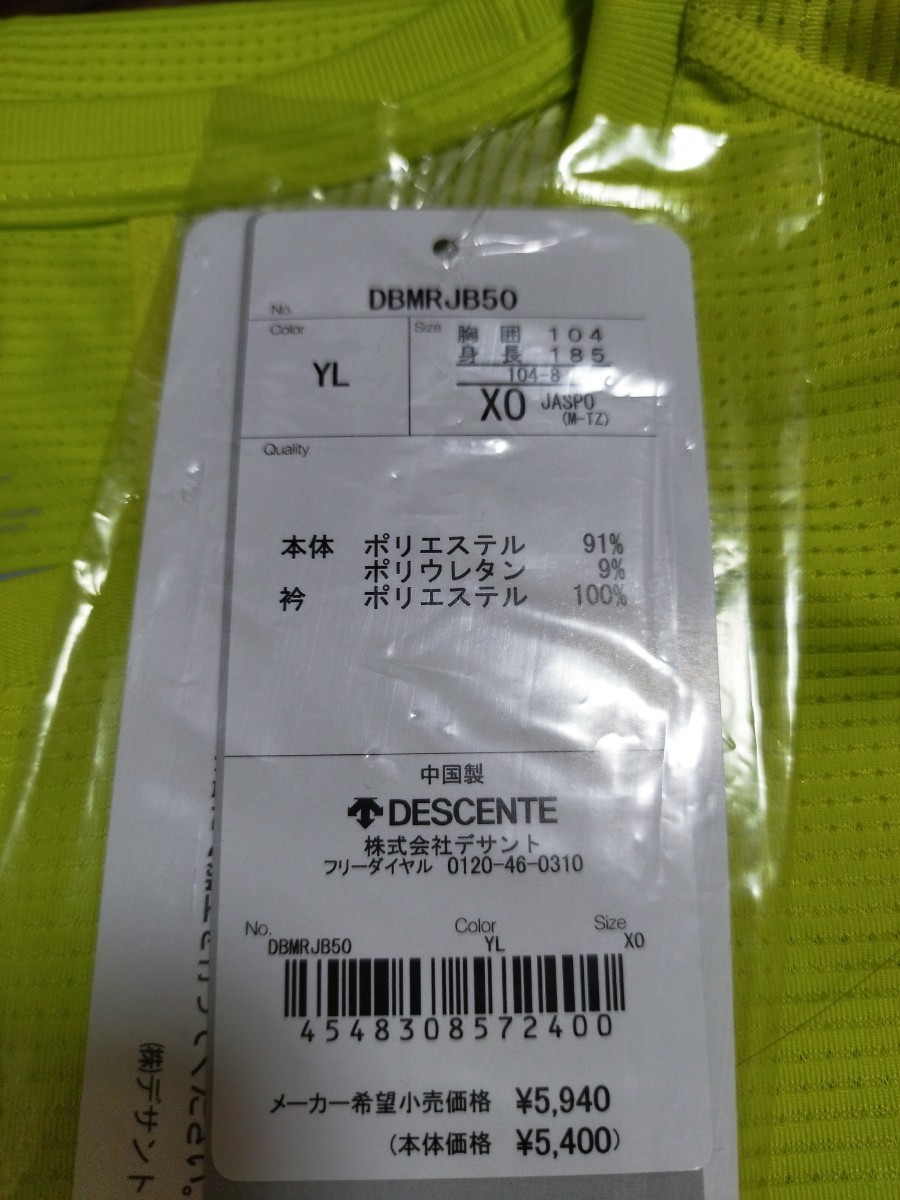 No. DBMRJB50
Color
YL
Size 胸囲 104
身長 185
104-8
XO JASPO
(M-TZ)
Quality
本体 ポリエステル 91%
ポリウレタン 9%
衿 ポリエステル 100%
中国製
DESCENTE
株式会社デサント
フリーダイヤル 0120-46-0310
No. Color Size
DBMRJB50 YL XO
4548308572400
メーカー希望小売価格 ¥5,940
(本体価格 ¥5,400)
ください。
(株)デサント